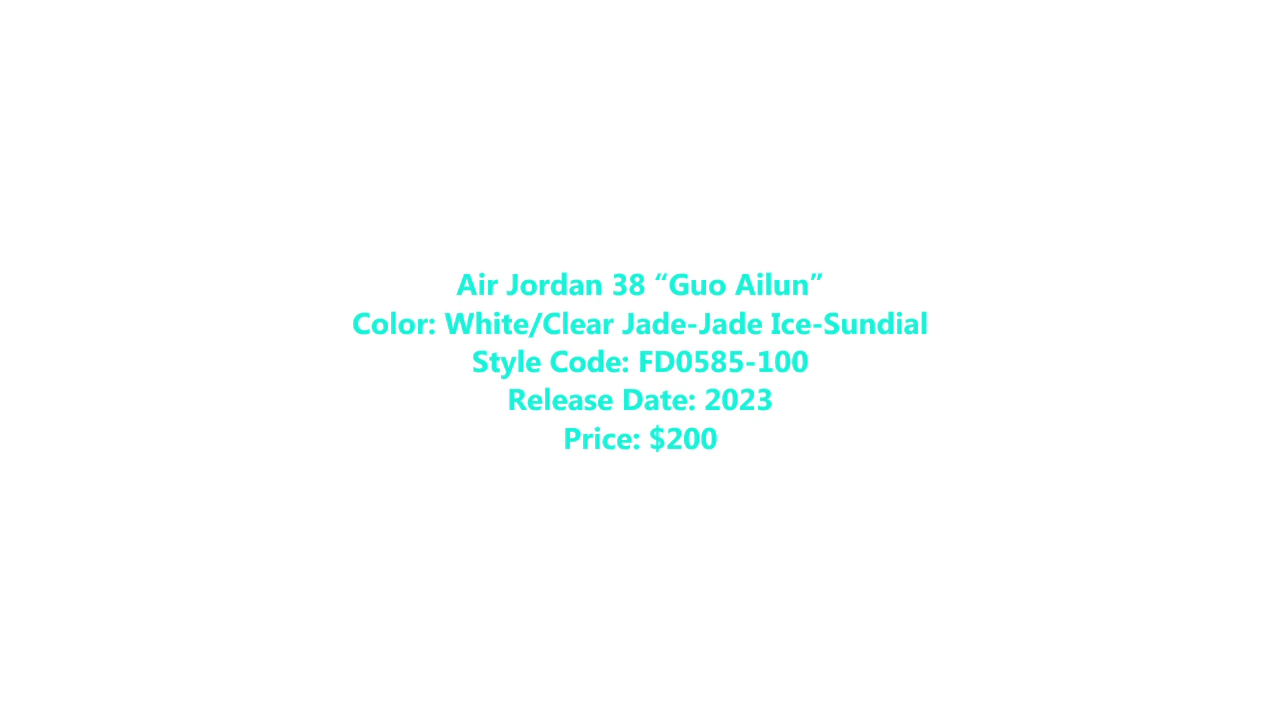 Air Jordan 38 “Guo Ailun”
Color: White/Clear Jade-Jade Ice-Sundial
Style Code: FD0585-100
Release Date: 2023
Price: $200